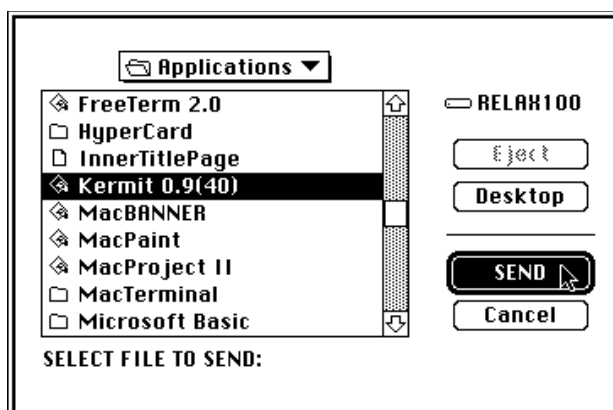 Applications
FreeTerm 2.0
HyperCard
InnerTitlePage
Kermit 0.9(40)
MacBANNER
MacPaint
MacProject II
MacTerminal
Microsoft Basic
SELECT FILE TO SEND:
RELAX100
Eject
Desktop
SEND
Cancel